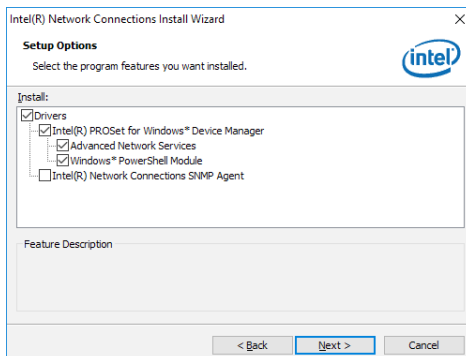 Intel(R) Network Connections Install Wizard
Setup Options
Select the program features you want installed.
intel
Install:
Drivers
Intel(R) PROSet for Windows* Device Manager
Advanced Network Services
Windows* PowerShell Module
Intel(R) Network Connections SNMP Agent
Feature Description
< Back
Next >
Cancel